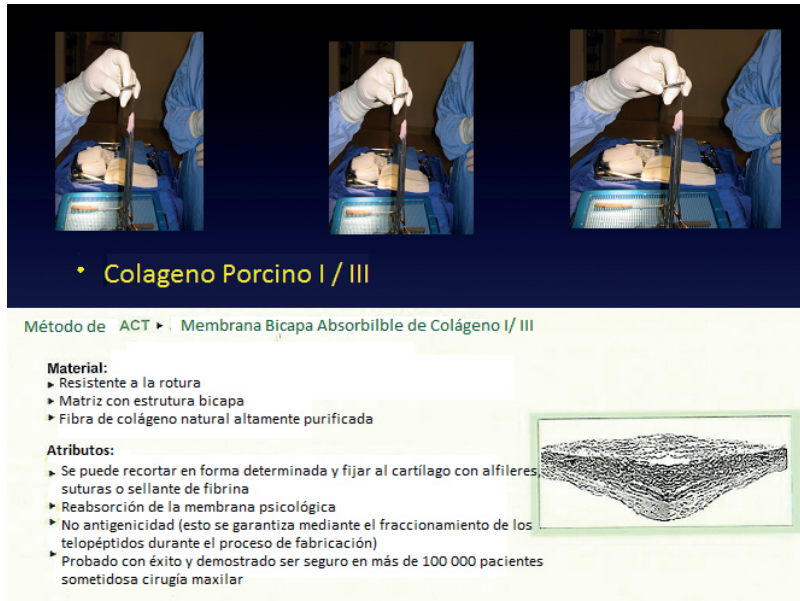 • Colageno Porcino I / III
Método de ACT ▸ Membrana Bicapa Absorbilble de Colágeno I/ III
Material:
▸ Resistente a la rotura
▸ Matriz con estructura bicapa
▸ Fibra de colágeno natural altamente purificada
Atributos:
▸ Se puede recortar en forma determinada y fijar al cartílago con alfileres,
suturas o sellante de fibrina
▸ Reabsorción de la membrana psicológica
▸ No antigenicidad (esto se garantiza mediante el fraccionamiento de los
telopéptidos durante el proceso de fabricación)
▸ Probado con éxito y demostrado ser seguro en más de 100 000 pacientes
sometidosa cirugía maxilar